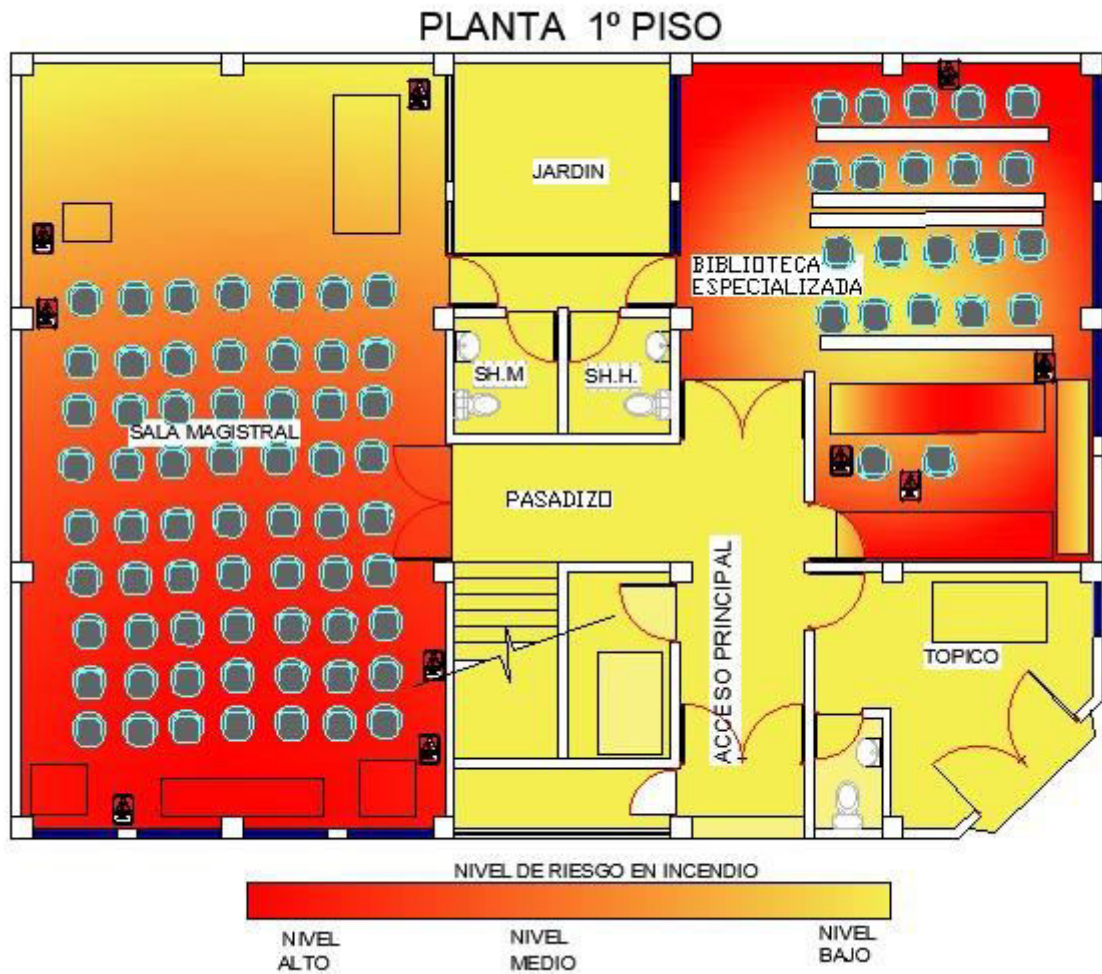 PLANTA 1º PISO
JARDIN
BIBLIOTECA
ESPECIALIZADA
SH.M
SH.H.
SALA MAGISTRAL
PASADIZO
ACCESO PRINCIPAL
TOPICO
NIVEL DE RIESGO EN INCENDIO
NIVEL
ALTO
NIVEL
MEDIO
NIVEL
BAJO